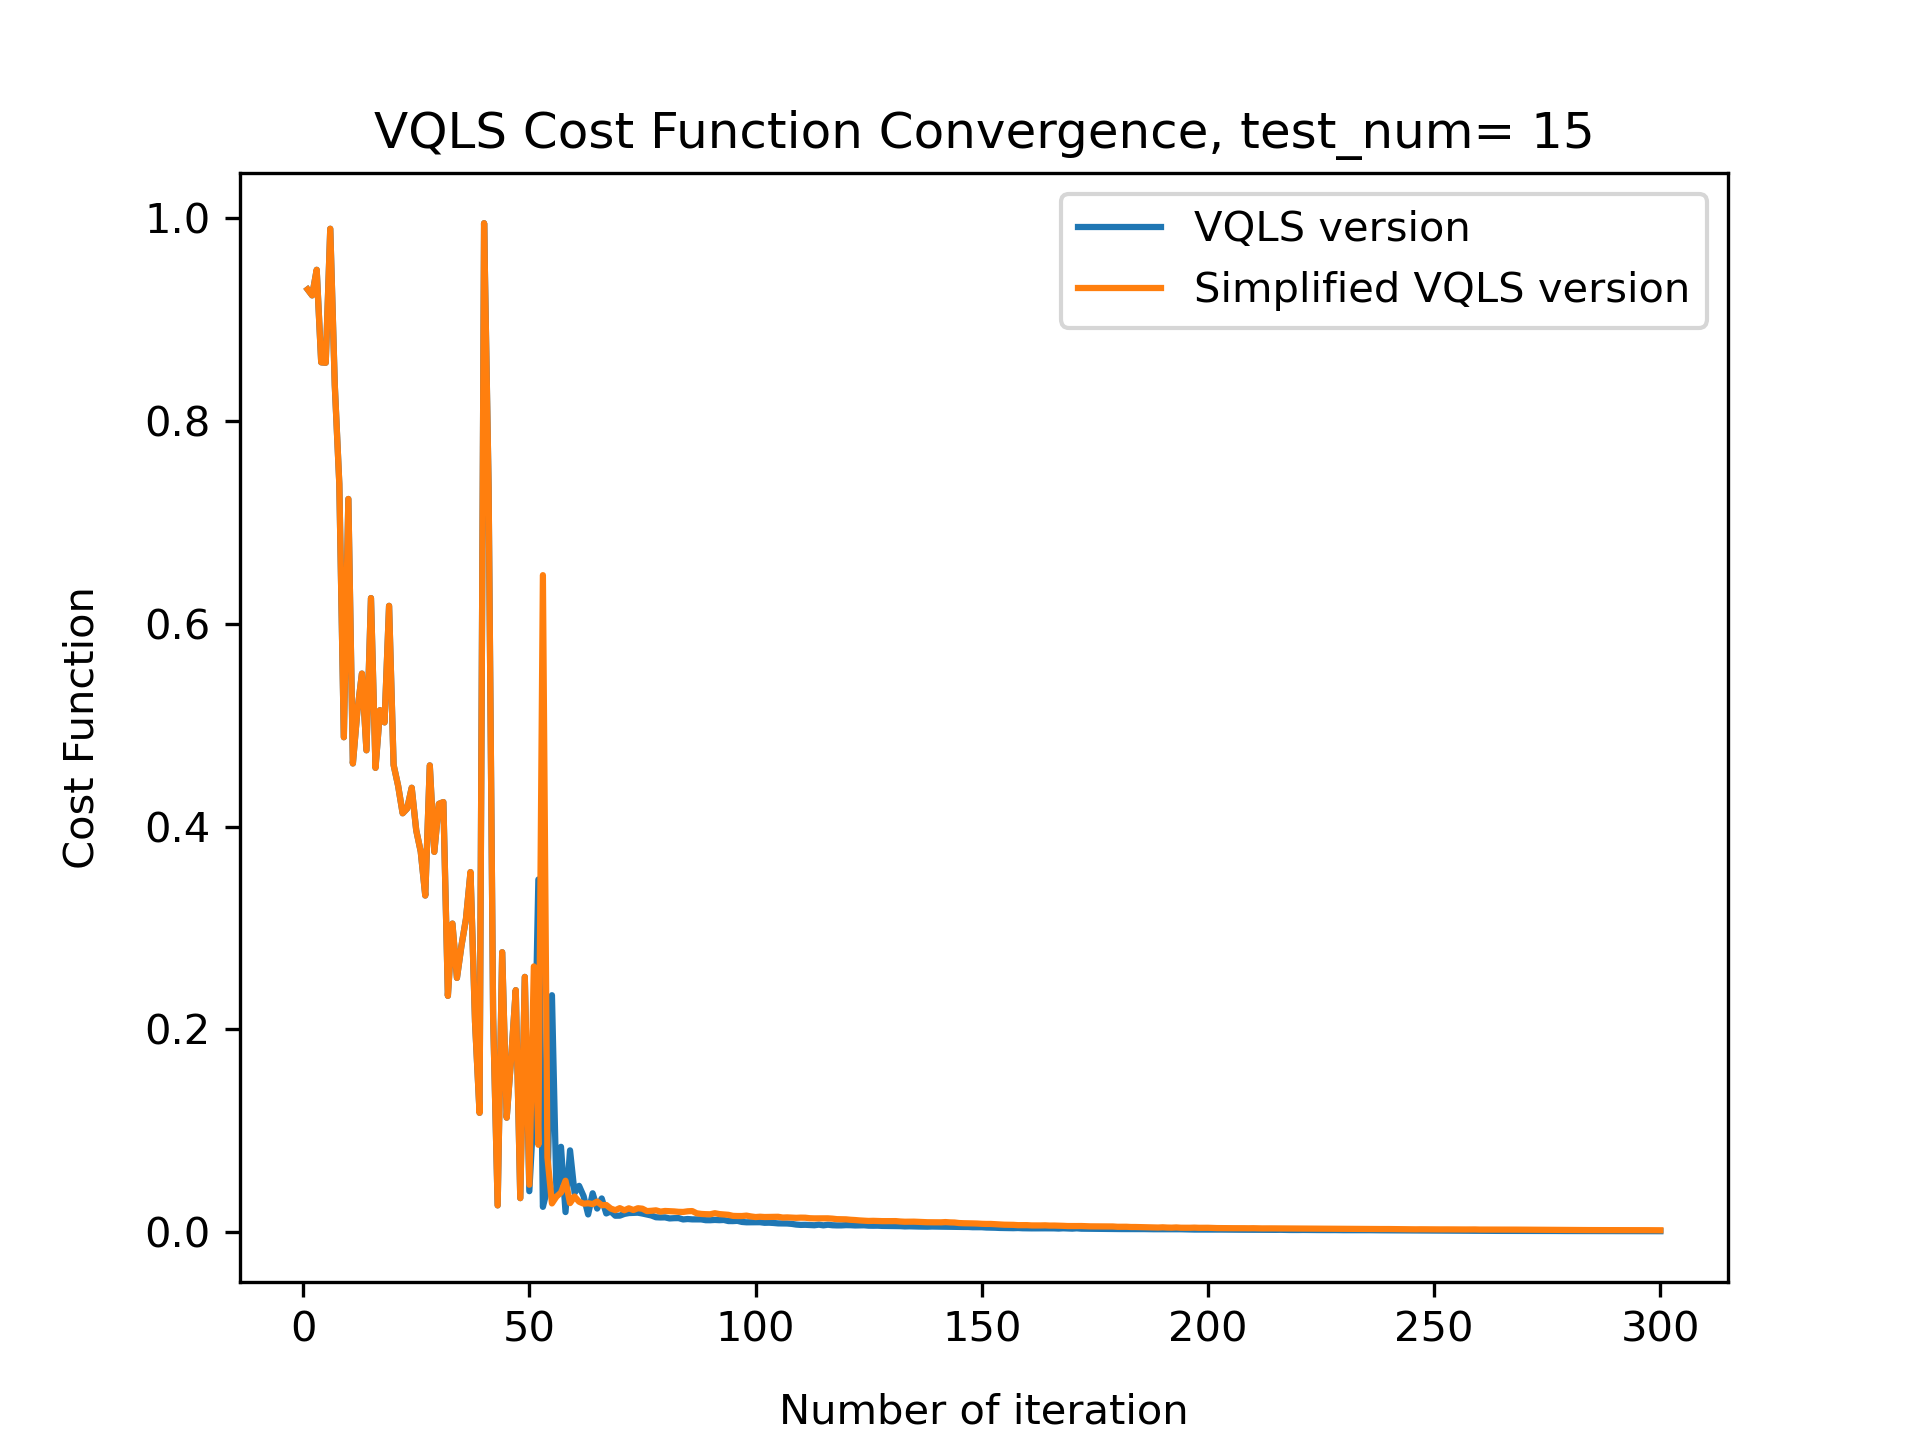 VQLS Cost Function Convergence, test_num= 15
VQLS version
Simplified VQLS version
1.0
0.8
0.6
0.4
0.2
0.0
Cost Function
0 50 100 150 200 250 300
Number of iteration